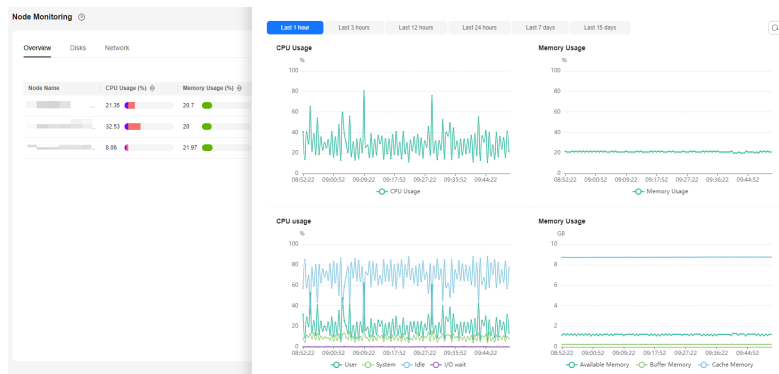 Node Monitoring
Overview Disks Network
Node Name CPU Usage (%) Memory Usage (%)
... 21.35 20.7
... 32.53 20
... 8.06 21.97
Last 1 hour Last 3 hours Last 12 hours Last 24 hours Last 7 days Last 15 days
CPU Usage
%
100
80
60
40
20
0
08:52:22 09:00:52 09:09:22 09:17:52 09:27:22 09:35:52 09:44:22
CPU Usage
Memory Usage
%
100
80
60
40
20
0
08:52:22 09:00:52 09:09:22 09:17:52 09:27:22 09:36:22 09:44:52
Memory Usage
CPU usage
%
100
80
60
40
20
0
08:52:22 09:00:52 09:09:22 09:17:52 09:27:22 09:35:52 09:44:22
User System Idle I/O wait
Memory Usage
GB
10
8
6
4
2
0
08:52:22 09:00:52 09:09:22 09:17:52 09:27:22 09:36:22 09:44:52
Available Memory Buffer Memory Cache Memory